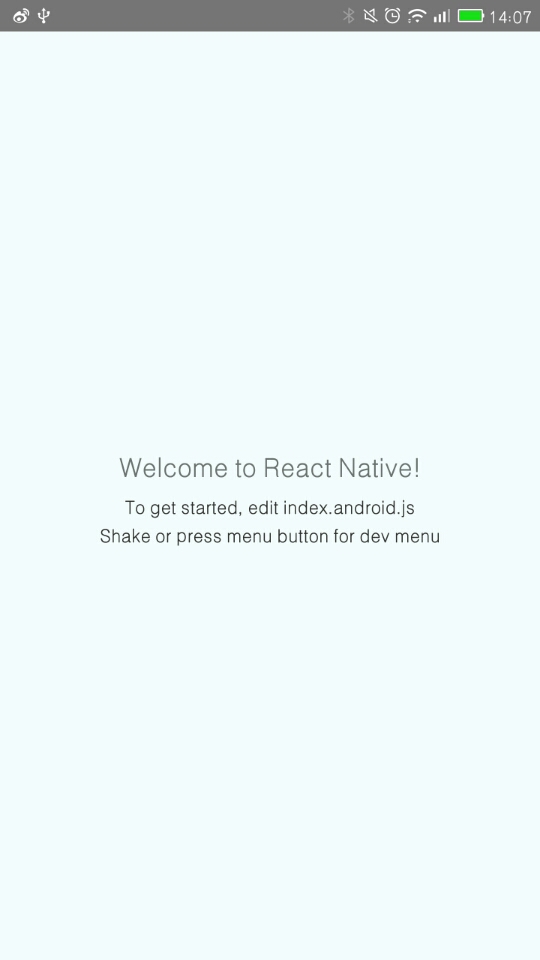 14:07
Welcome to React Native!
To get started, edit index.android.js
Shake or press menu button for dev menu